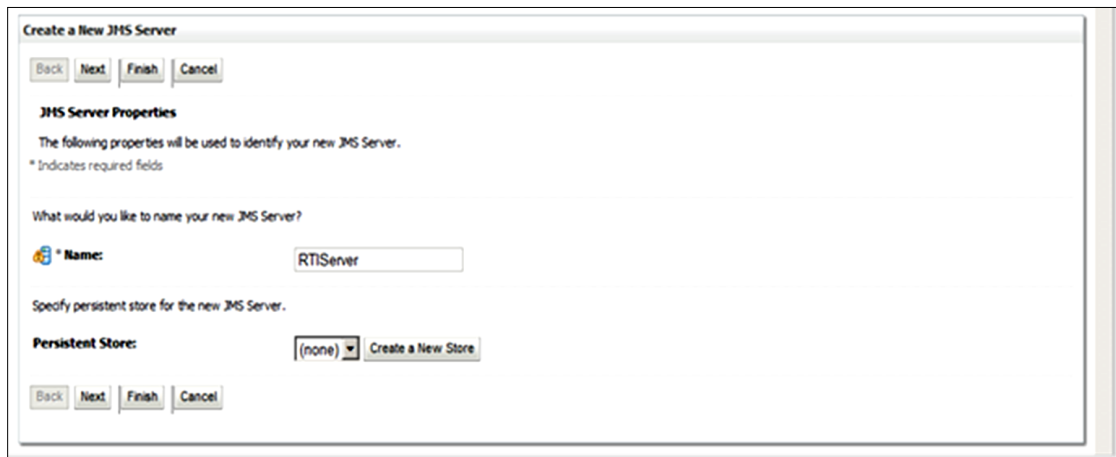 Create a New JMS Server
Back Next Finish Cancel
JMS Server Properties
The following properties will be used to identify your new JMS Server.
* Indicates required fields
What would you like to name your new JMS Server?
* Name: RTIServer
Specify persistent store for the new JMS Server.
Persistent Store: (none) Create a New Store
Back Next Finish Cancel